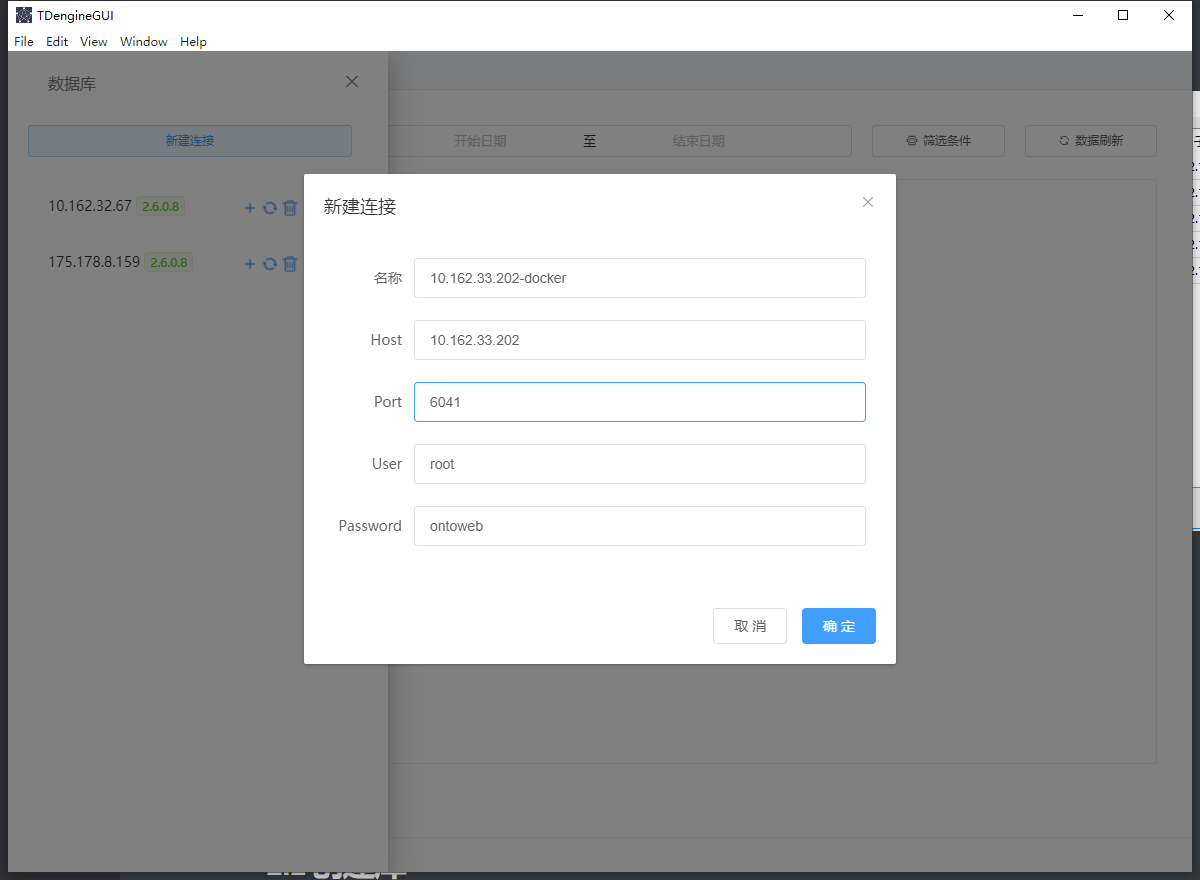 TDengineGUI
File Edit View Window Help
数据库
新建连接
开始日期 至 结束日期
筛选条件
数据刷新
10.162.32.67 2.6.0.8
175.178.8.159 2.6.0.8
新建连接
名称 10.162.33.202-docker
Host 10.162.33.202
Port 6041
User root
Password ontoweb
取 消
确 定